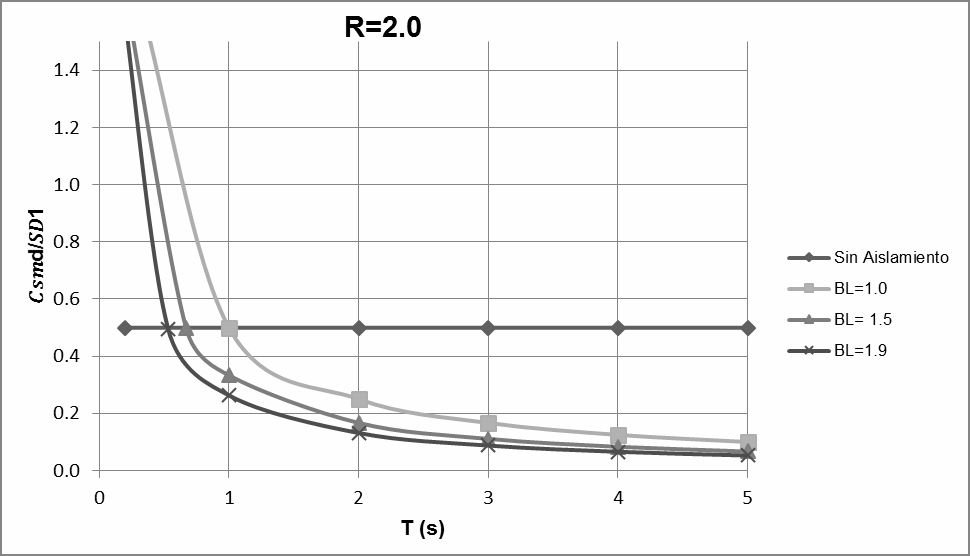 R=2.0
Csmd/SD1
1.4
1.2
1.0
0.8
0.6
0.4
0.2
0.0
0 1 2 3 4 5
T (s)
Sin Aislamiento
BL=1.0
BL= 1.5
BL=1.9